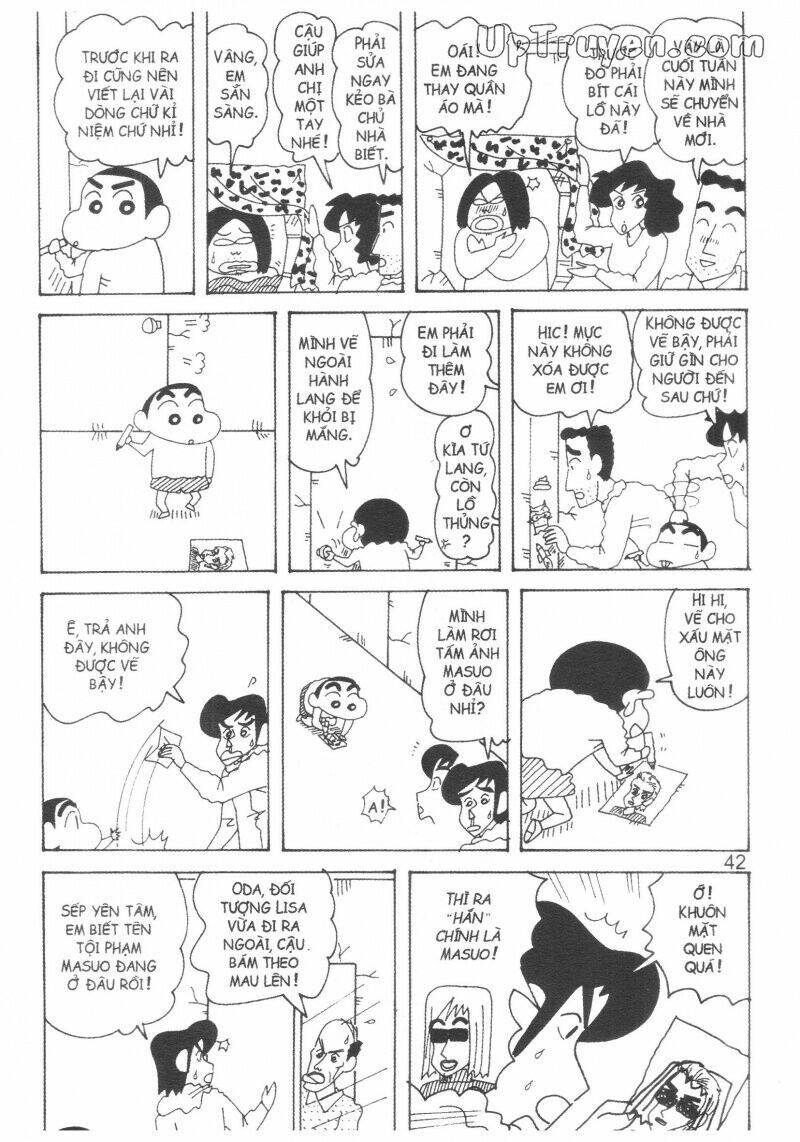 UpTruyen.com
VẬY LÀ
CUỐI TUẦN
NÀY MÌNH
SẼ CHUYỂN
VỀ NHÀ
MỚI.
TRƯỚC
ĐÓ PHẢI
BÍT CÁI
LỖ NÀY
ĐÃ!
OÁI!
EM ĐANG
THAY QUẦN
ÁO MÀ!
PHẢI
SỬA
NGAY
KẺO BÀ
CHỦ
NHÀ
BIẾT.
CẬU
GIÚP
ANH
CHỊ
MỘT
TAY
NHÉ!
VÂNG,
EM
SẴN
SÀNG.
TRƯỚC KHI RA
ĐI CŨNG NÊN
VIẾT LẠI VÀI
DÒNG CHỮ KỈ
NIỆM CHỨ NHỈ!
KHÔNG ĐƯỢC
VẼ BẬY, PHẢI
GIỮ GÌN CHO
NGƯỜI ĐẾN
SAU CHỨ!
HIC! MỰC
NÀY KHÔNG
XÓA ĐƯỢC
EM ƠI!
EM PHẢI
ĐI LÀM
THÊM
ĐÂY!
Ơ
KÌA TỨ
LANG,
CÒN
LỖ
THỦNG
?
MÌNH VẼ
NGOÀI
HÀNH
LANG ĐỂ
KHỎI BỊ
MẮNG.
HI HI,
VẼ CHO
XẤU MẶT
ÔNG
NÀY
LUÔN!
MÌNH
LÀM RƠI
TẤM ẢNH
MASUO
Ở ĐÂU
NHỈ?
A!
Ê, TRẢ ANH
ĐÂY, KHÔNG
ĐƯỢC VẼ
BẬY!
42
Ớ!
KHUÔN
MẶT
QUEN
QUÁ!
THÌ RA
"HẮN"
CHÍNH LÀ
MASUO!
ODA, ĐỐI
TƯỢNG LISA
VỪA ĐI RA
NGOÀI, CẬU
BÁM THEO
MAU LÊN!
SẾP YÊN TÂM,
EM BIẾT TÊN
TỘI PHẠM
MASUO ĐANG
Ở ĐÂU RỒI!